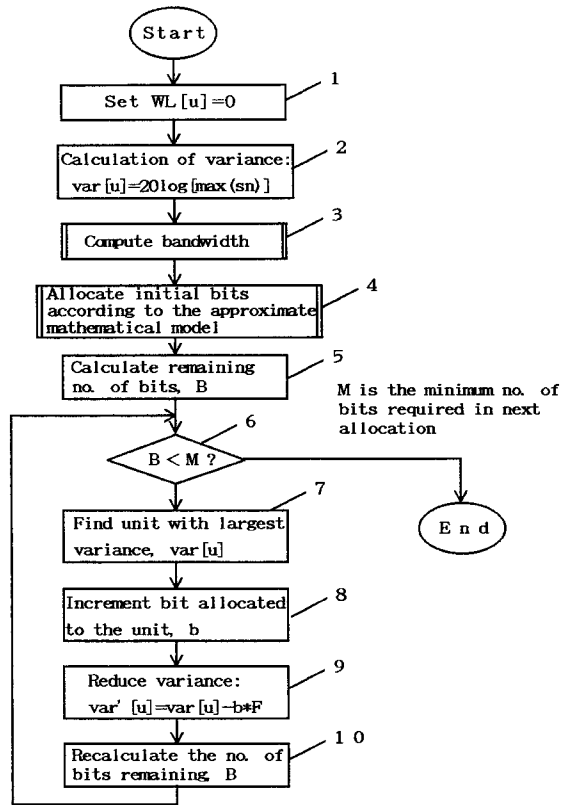 Start
1
Set WL[u]=0
2
Calculation of variance:
var[u]=20log[max(sn)]
3
Compute bandwidth
4
Allocate initial bits
according to the approximate
mathematical model
5
Calculate remaining
no. of bits, B
M is the minimum no. of
bits required in next
allocation
6
B < M ?
7
Find unit with largest
variance, var[u]
End
8
Increment bit allocated
to the unit, b
9
Reduce variance:
var' [u]=var[u]-b*F
10
Recalculate the no. of
bits remaining, B